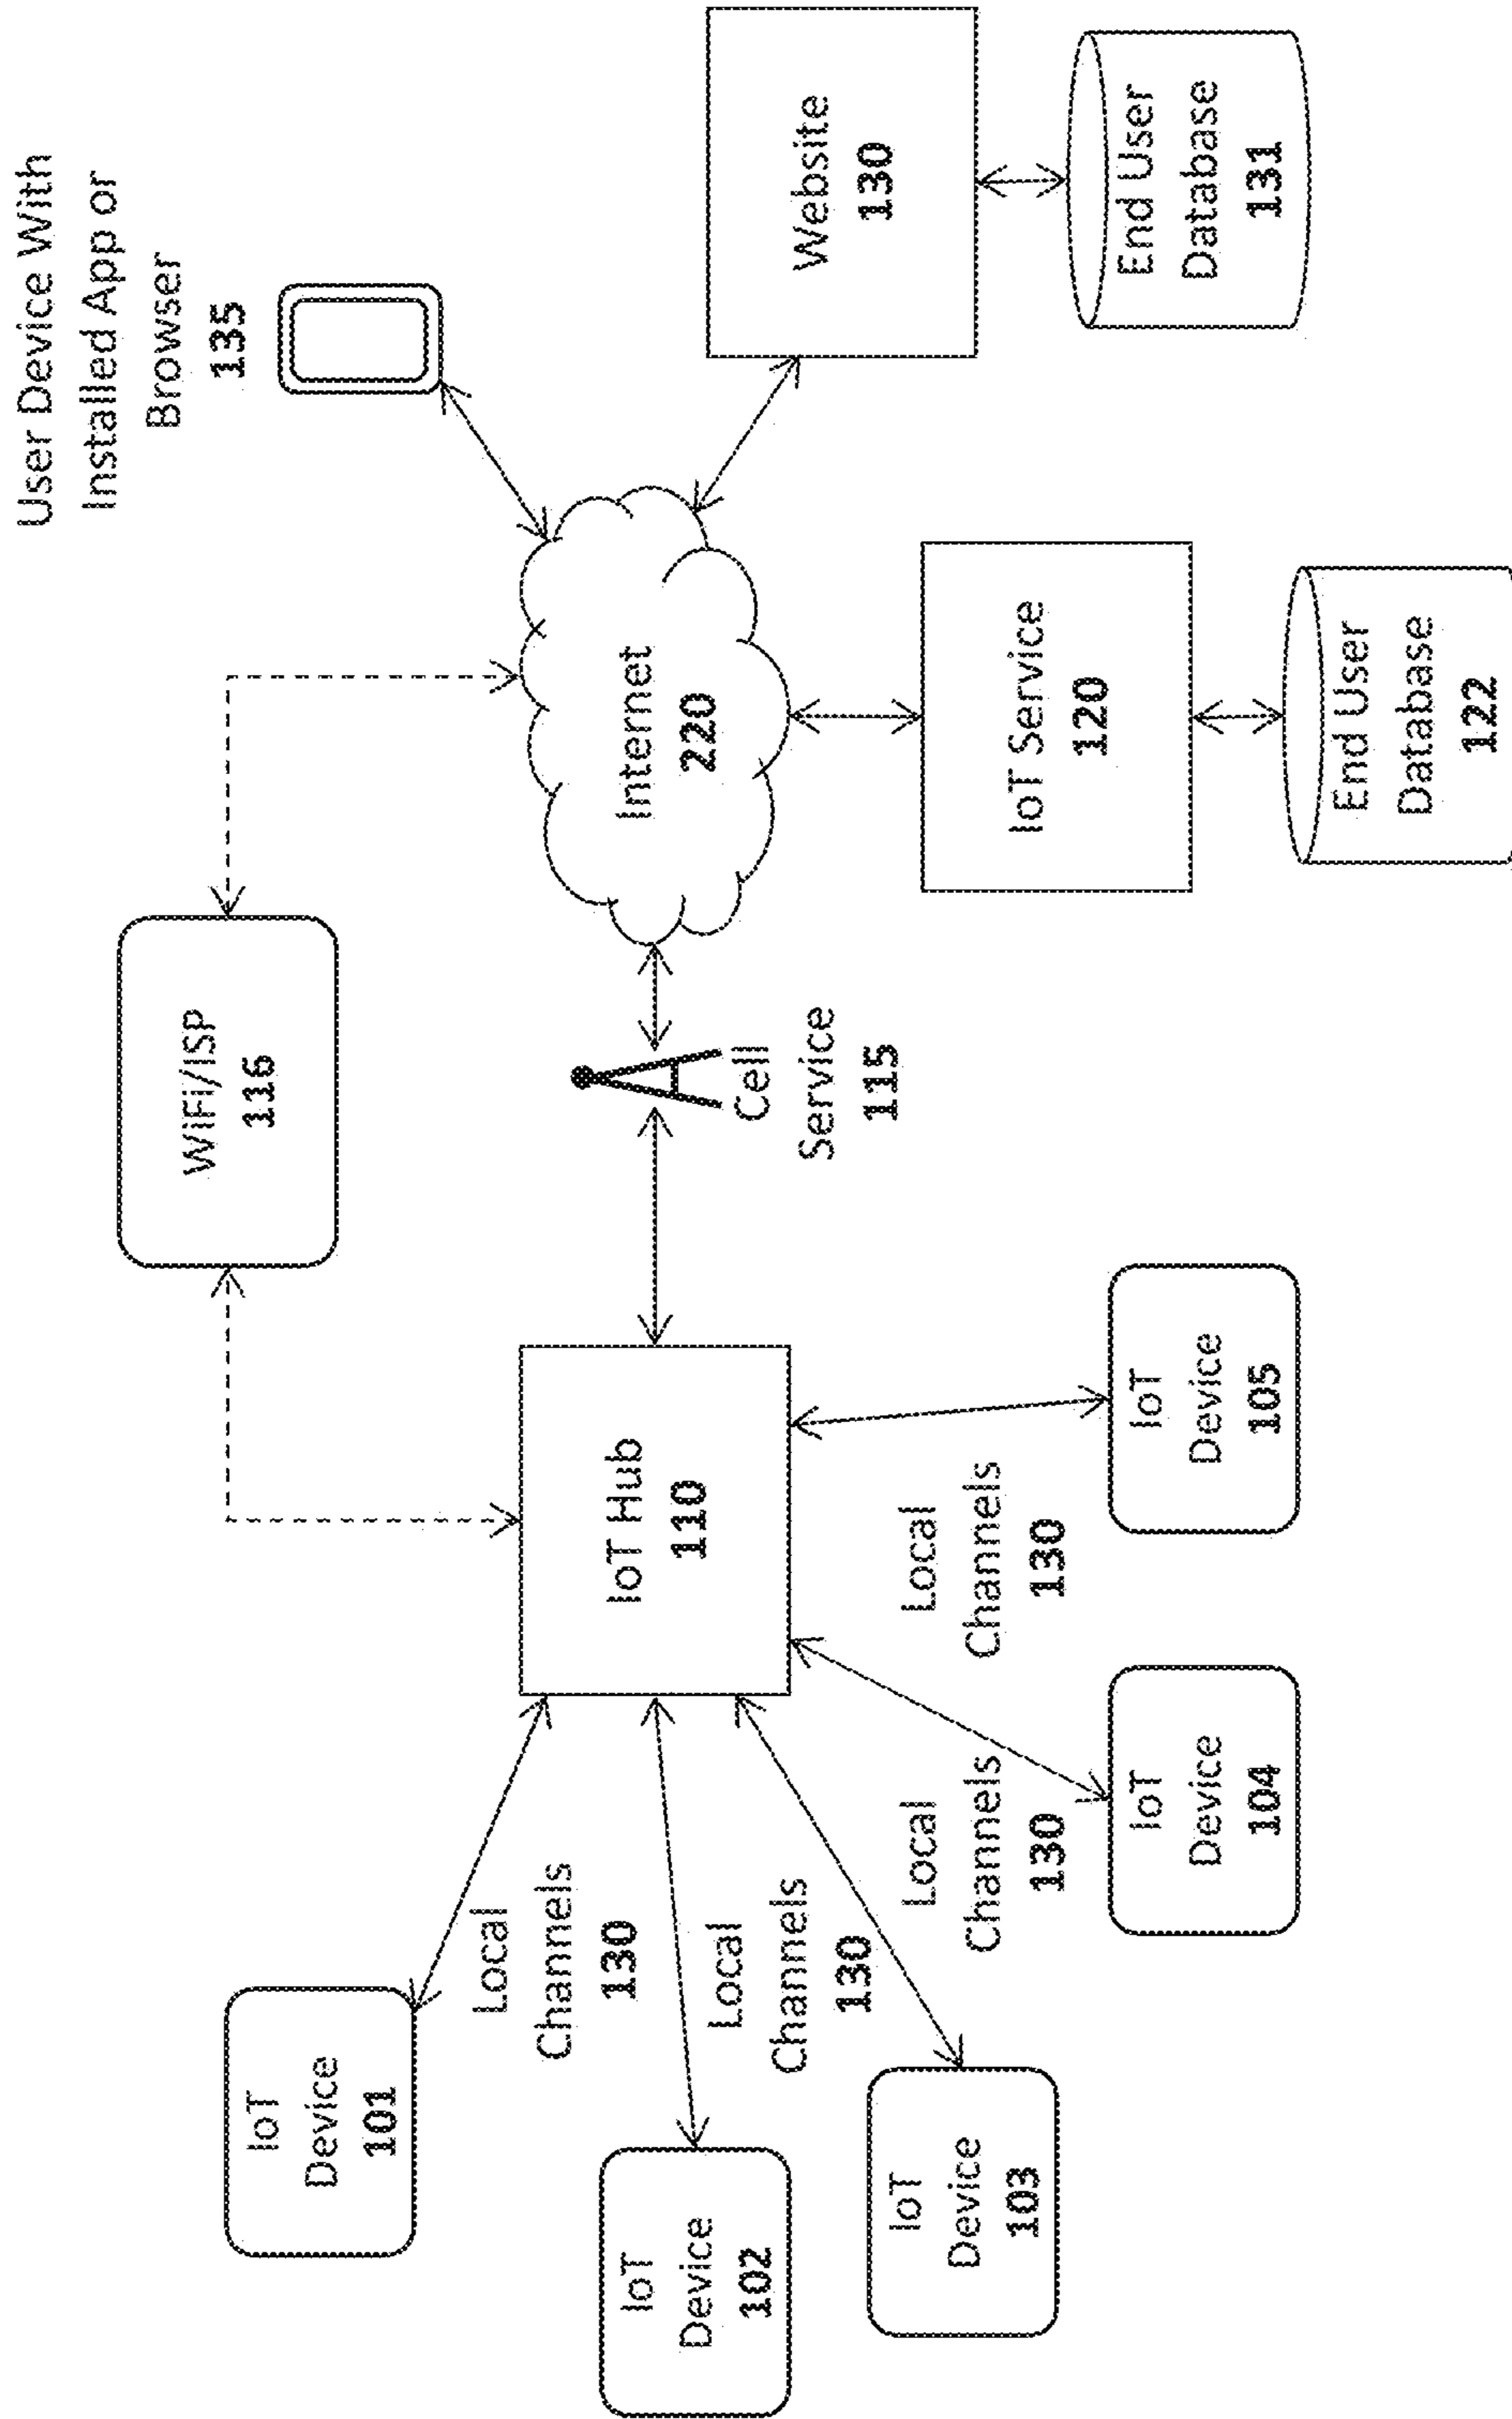 User Device With
Installed App or
Browser
135
WiFi/ISP
116
IoT
Device
101
Local
Channels
130
IoT
Device
102
Local
Channels
130
IoT
Device
103
IoT Hub
110
Local
Channels
130
IoT
Device
104
Local
Channels
130
IoT
Device
105
Cell
Service
115
Internet
220
IoT Service
120
End User
Database
122
Website
130
End User
Database
131